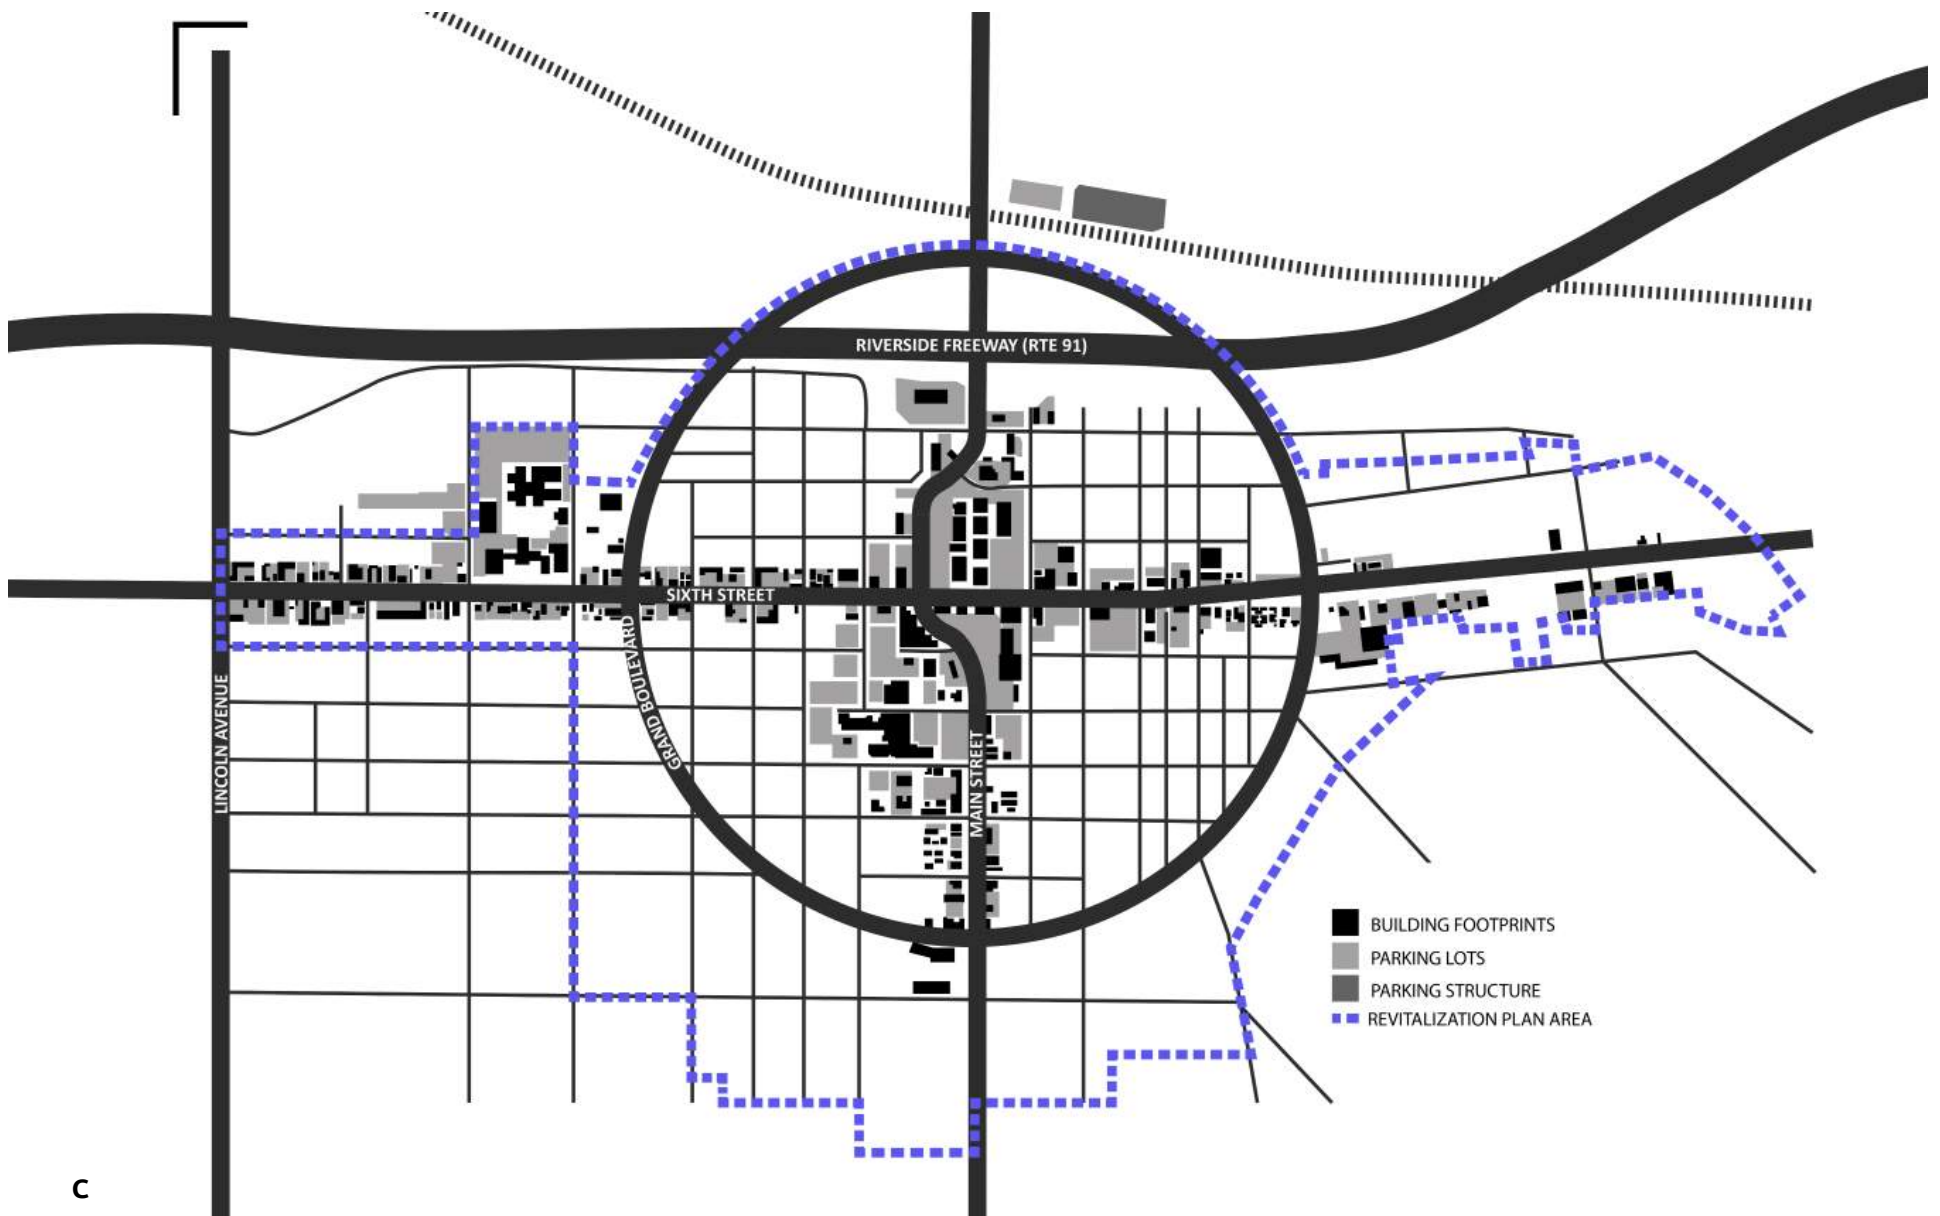 RIVERSIDE FREEWAY (RTE 91)
SIXTH STREET
GRAND BOULEVARD
LINCOLN AVENUE
MAIN STREET
BUILDING FOOTPRINTS
PARKING LOTS
PARKING STRUCTURE
REVITALIZATION PLAN AREA
C